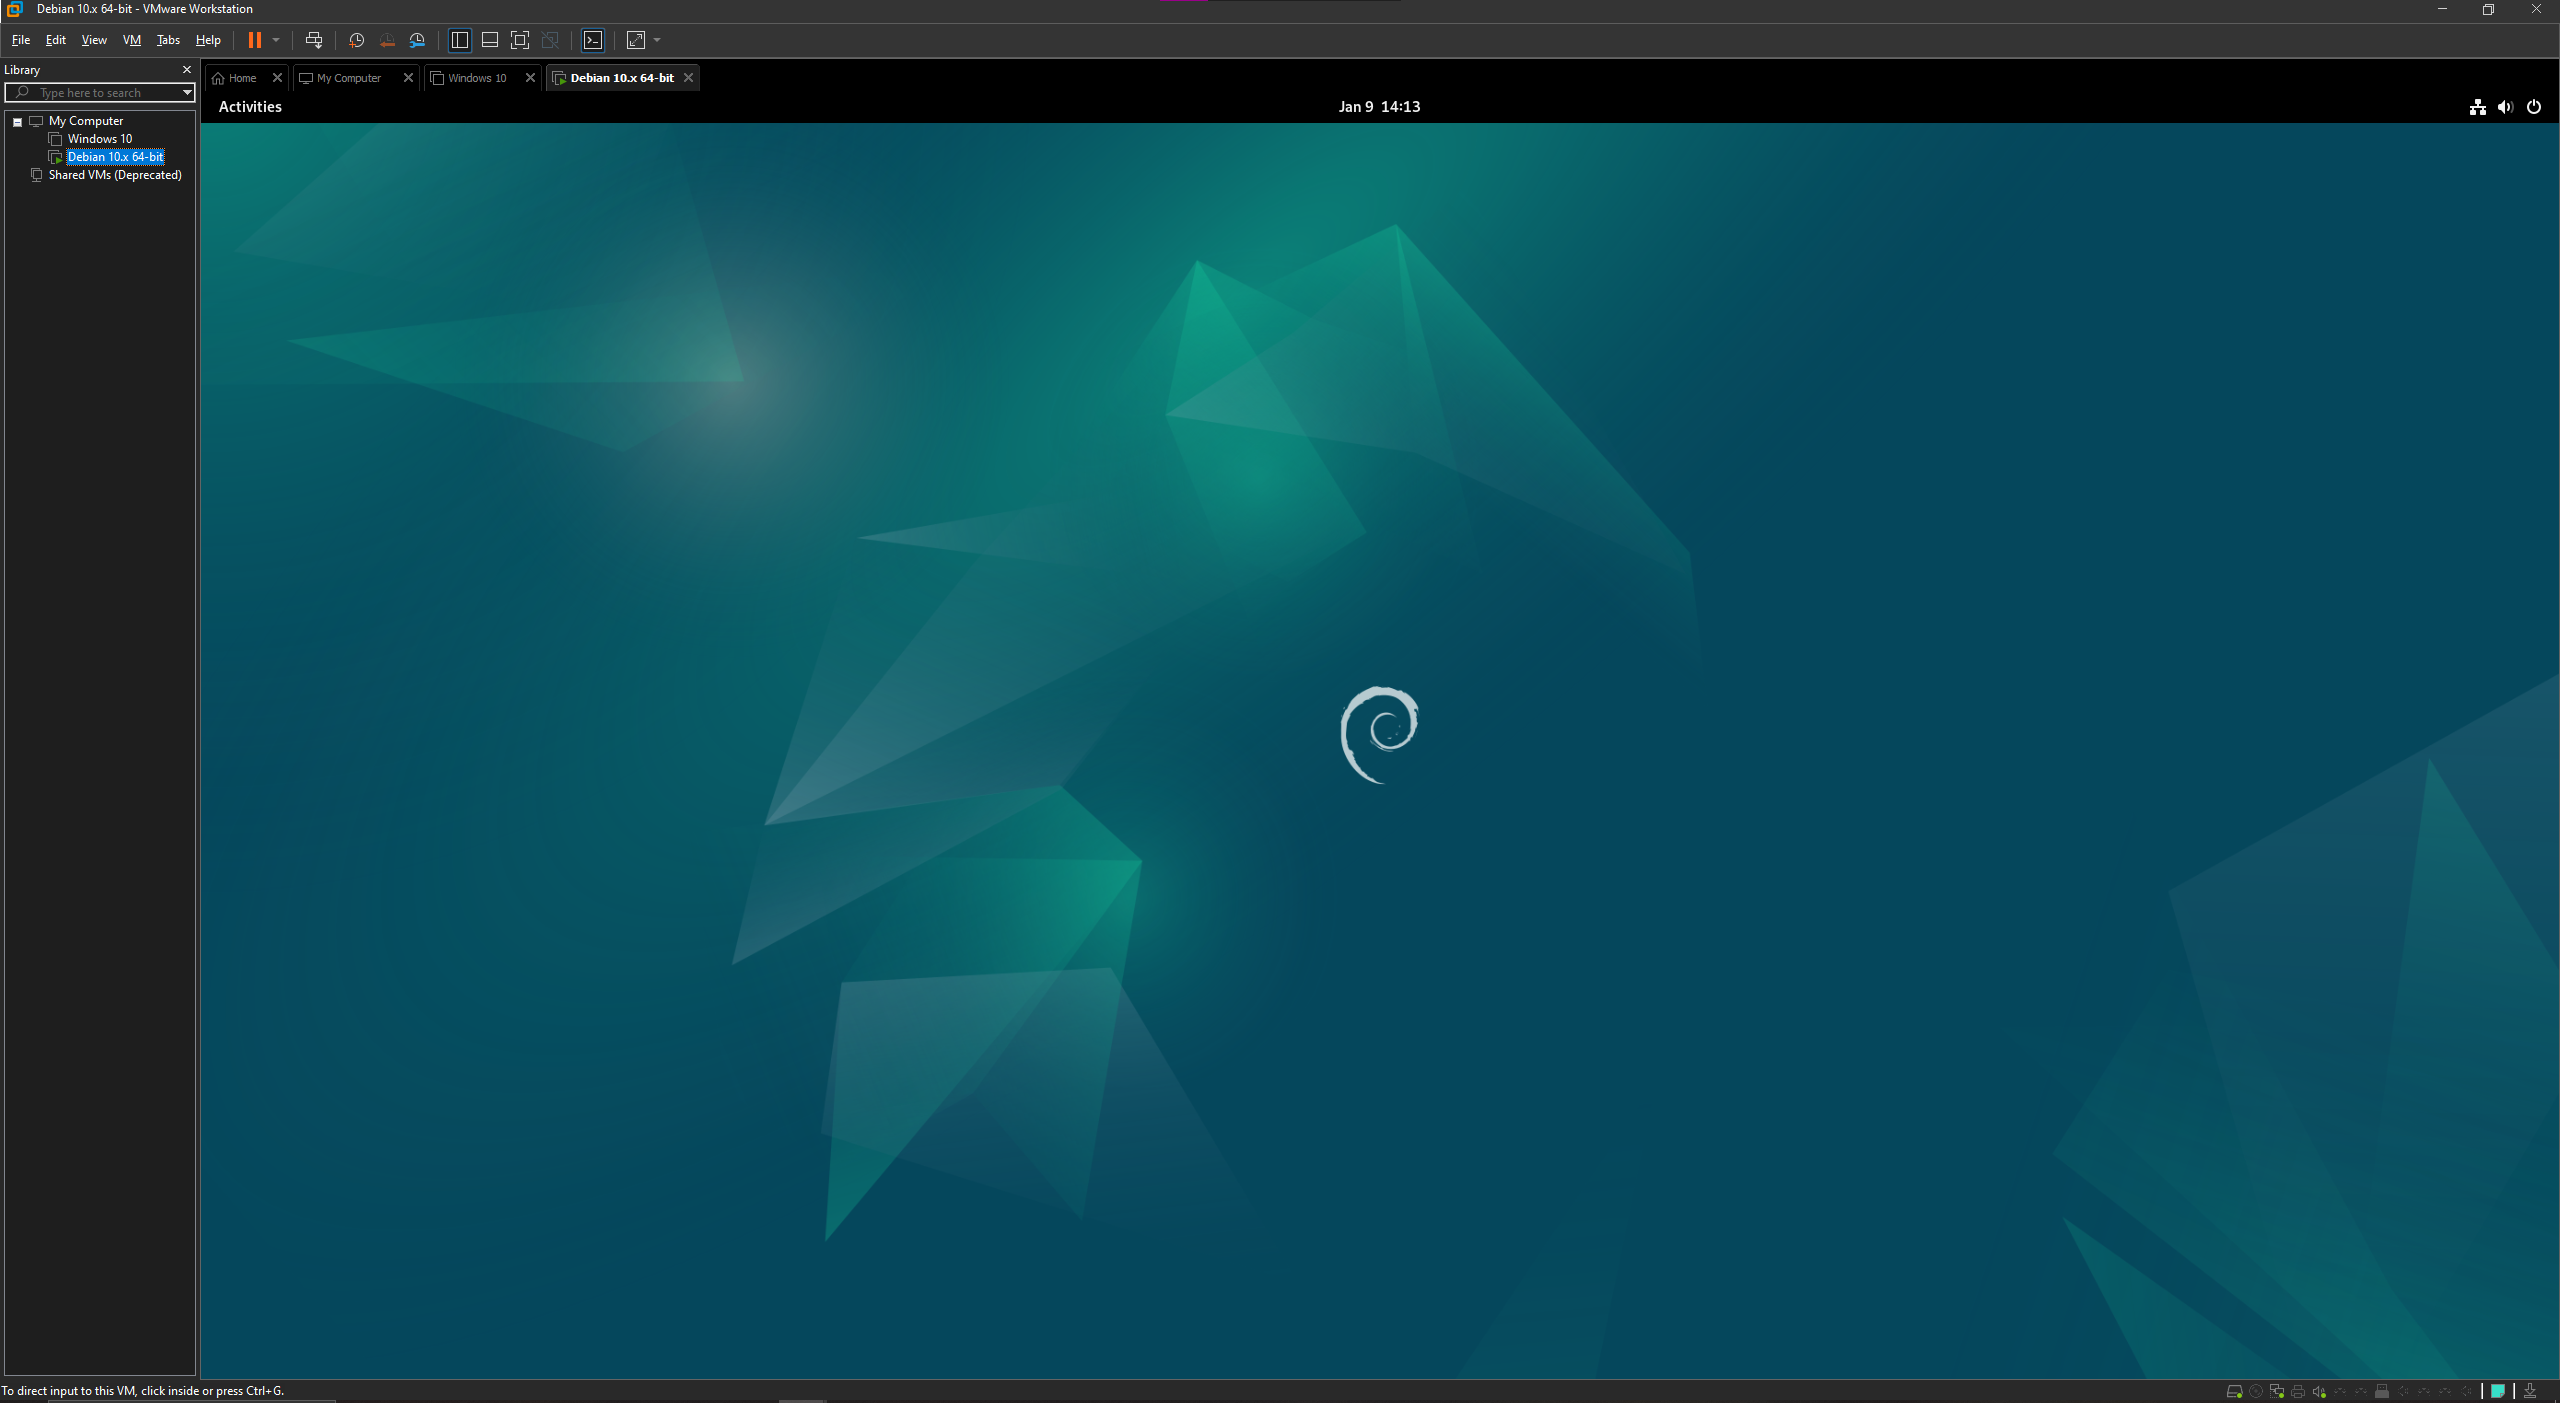 Debian 10.x 64-bit - VMware Workstation
File Edit View VM Tabs Help
Library
Type here to search
My Computer
Windows 10
Debian 10.x 64-bit
Shared VMs (Deprecated)
Home My Computer Windows 10 Debian 10.x 64-bit
Activities Jan 9 14:13
To direct input to this VM, click inside or press Ctrl+G.